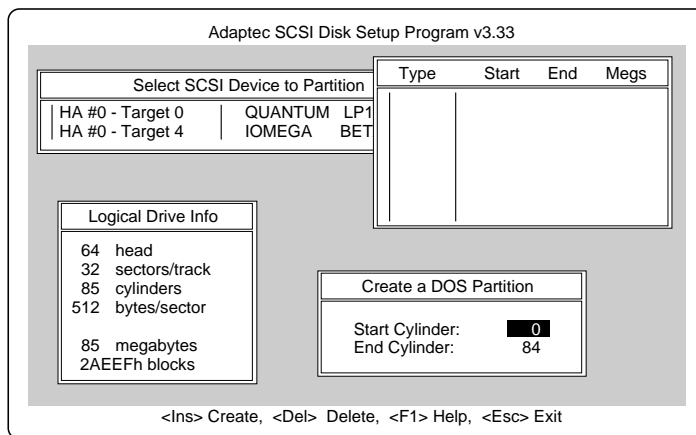 Adaptec SCSI Disk Setup Program v3.33
Type Start End Megs
Select SCSI Device to Partition
HA #0 - Target 0 QUANTUM LP1
HA #0 - Target 4 IOMEGA BET
Logical Drive Info
64 head
32 sectors/track
85 cylinders
512 bytes/sector
85 megabytes
2AEEFh blocks
Create a DOS Partition
Start Cylinder: 0
End Cylinder: 84
<Ins> Create, <Del> Delete, <F1> Help, <Esc> Exit